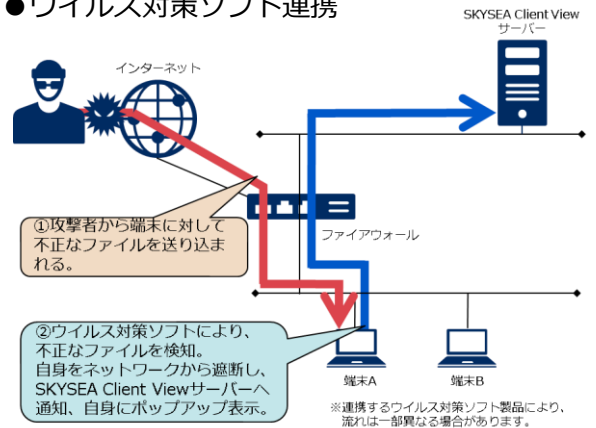 ●ウイルス対策ソフト連携
SKYSEA Client View
サーバー
インターネット
①攻撃者から端末に対して
不正なファイルを送り込ま
れる。
ファイアウォール
②ウイルス対策ソフトにより、
不正なファイルを検知。
自身をネットワークから遮断し、
SKYSEA Client Viewサーバーへ
通知、自身にポップアップ表示。
端末A
端末B
※連携するウイルス対策ソフト製品により、
流れは一部異なる場合があります。